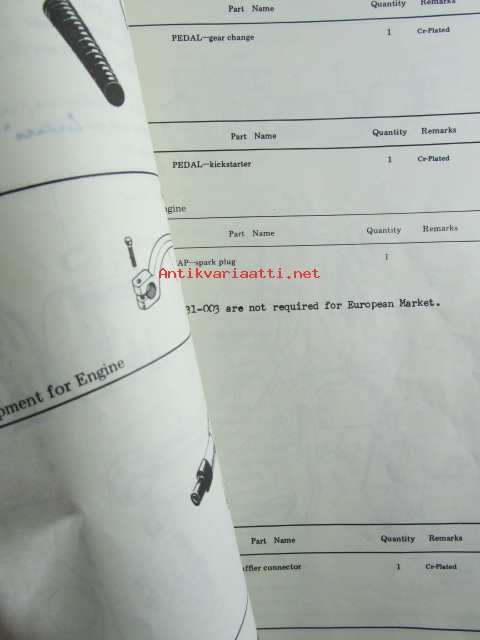 Part Name Quantity Remarks
PEDAL—gear change 1 Cr-Plated
Part Name Quantity Remarks
PEDAL—kickstarter 1 Cr-Plated
ngine
Part Name Quantity Remarks
AP—spark plug 1
Antikvariaatti.net
31-003 are not required for European Market.
pment for Engine
Part Name Quantity Remarks
uffler connector 1 Cr-Plated